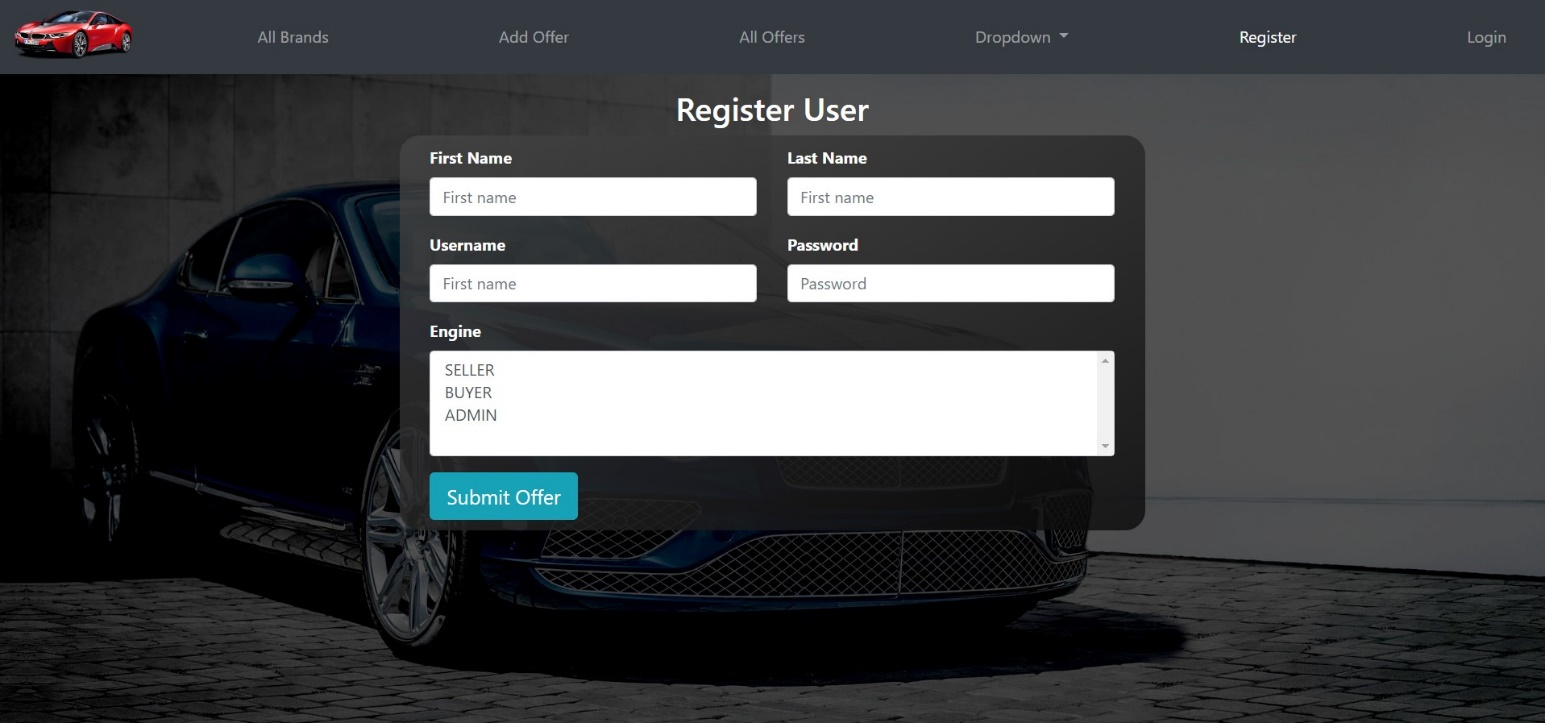 All Brands
Add Offer
All Offers
Dropdown
Register
Login
Register User
First Name
Last Name
First name
First name
Username
Password
First name
Password
Engine
SELLER
BUYER
ADMIN
Submit Offer